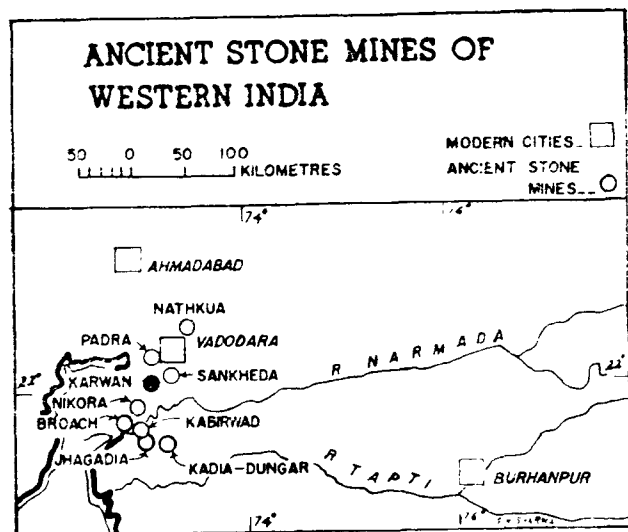 ANCIENT STONE MINES OF
WESTERN INDIA
50 0 50 100
KILOMETRES
MODERN CITIES
ANCIENT STONE
MINES
74° 76°
AHMADABAD
NATHKUA
PADRA
VADODARA
R NARMADA
KARWAN
SANKHEDA
22° 22°
NIKORA
BROACH
KABIRWAD
JHAGADIA
KADIA-DUNGAR
R TAPTI
BURHANPUR
74° 76°